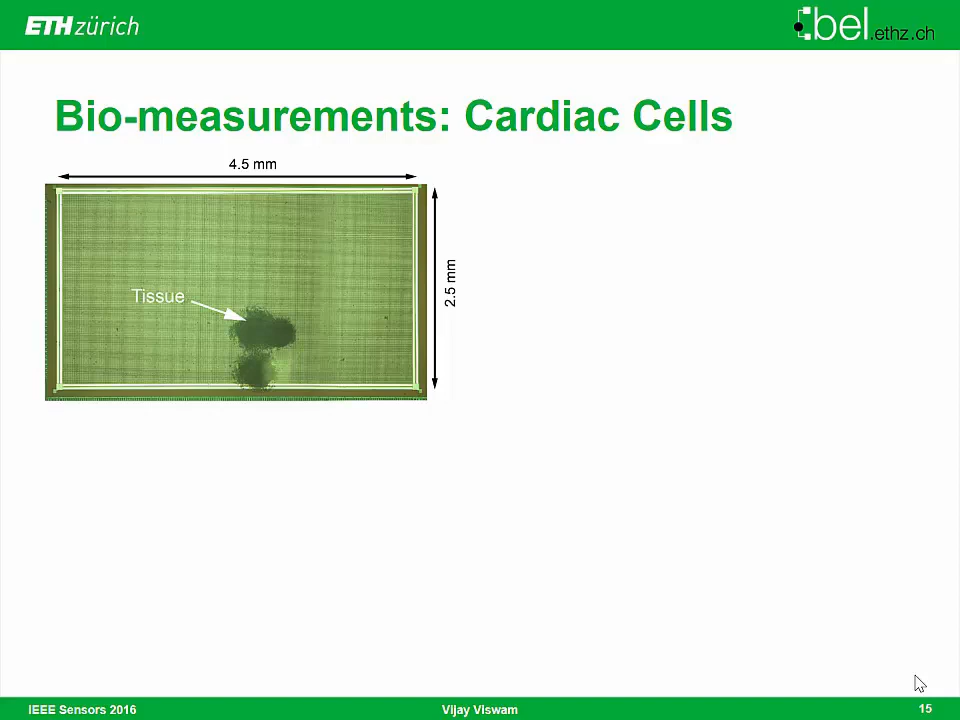 ETH zürich
bel.ethz.ch
Bio-measurements: Cardiac Cells
4.5 mm
Tissue
2.5 mm
IEEE Sensors 2016
Vijay Viswam
15